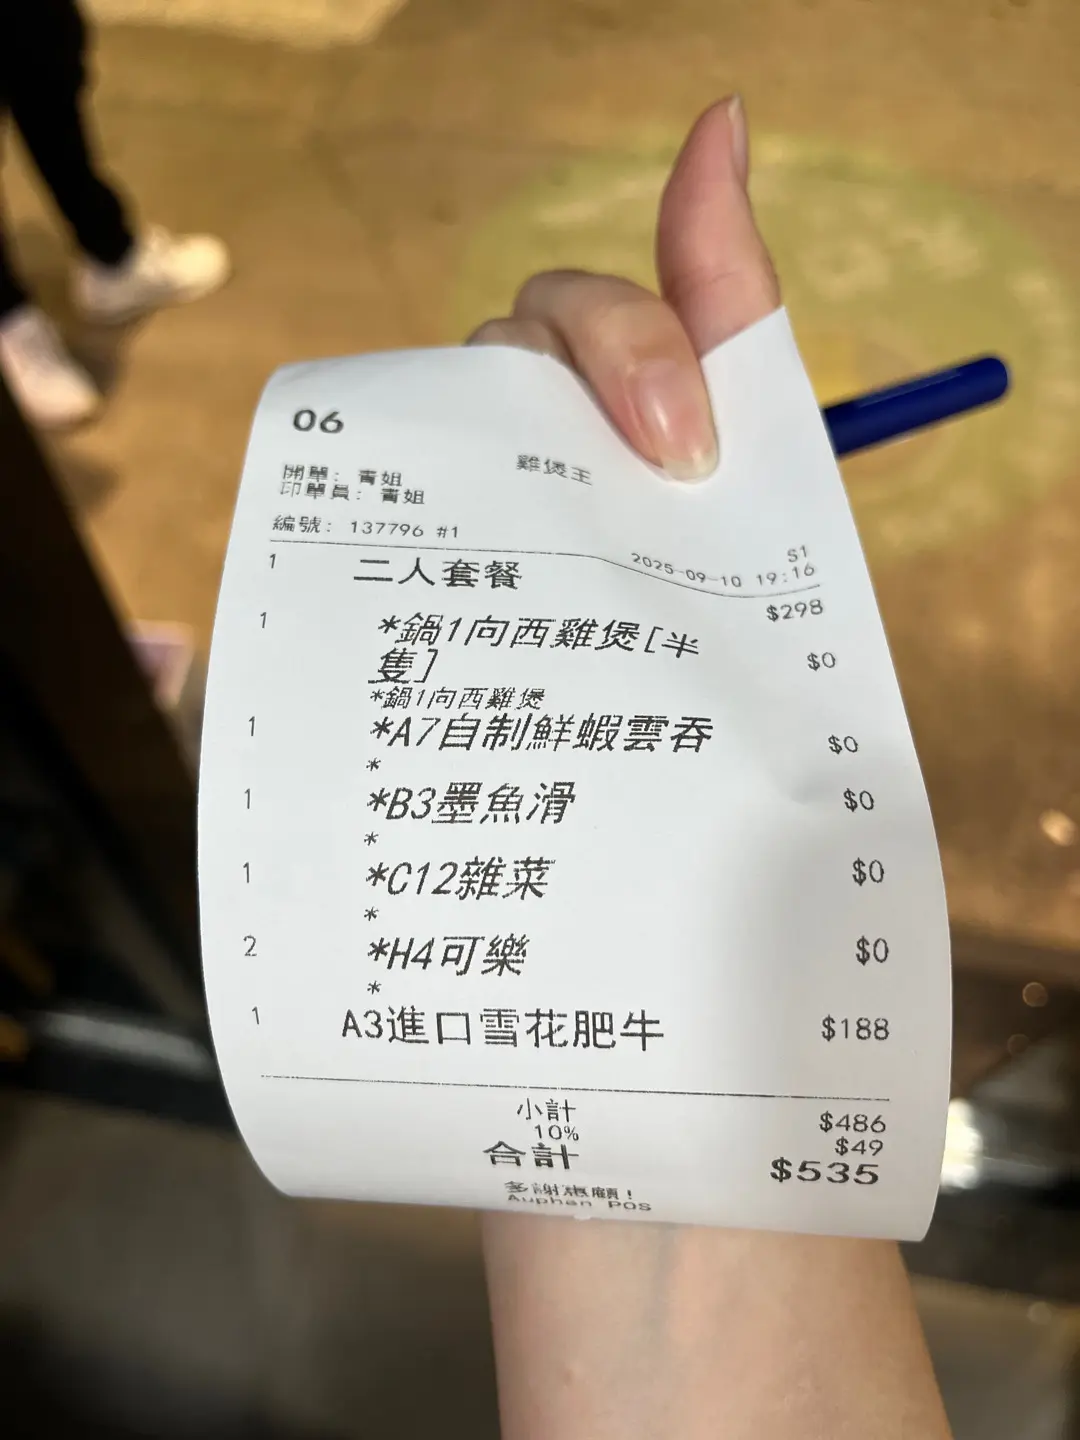 06
雞煲王
開單: 青姐
印單員: 青姐
編號: 137796 #1
S1
2025-09-10 19:16
1 二人套餐 $298
1 *鍋1向西雞煲[半
隻] $0
*鍋1向西雞煲
1 *A7自制鮮蝦雲吞 $0
*
1 *B3墨魚滑 $0
*
1 *C12雜菜 $0
*
2 *H4可樂 $0
*
1 A3進口雪花肥牛 $188
小計 $486
10% $49
合計 $535
多謝惠顧!
Auphan POS